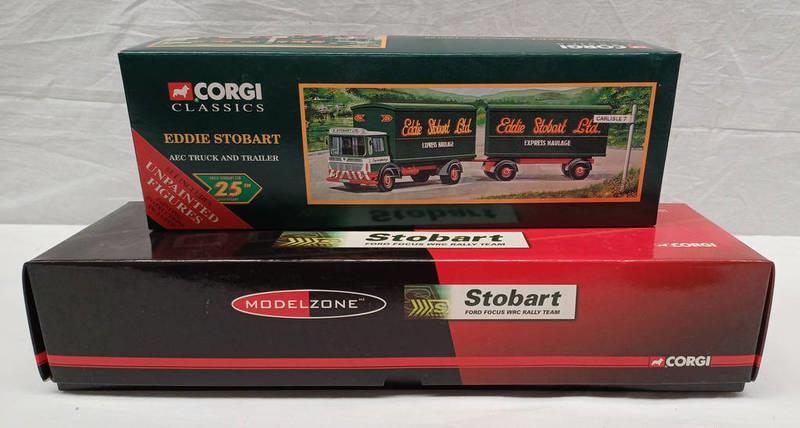 CORGI
CORGI
CLASSICS
EDDIE STOBART
AEC TRUCK AND TRAILER
25TH
UNPAINTED
FIGURES
Eddie Stobart Ltd.
EXPRESS HAULAGE
Eddie Stobart Ltd.
EXPRESS HAULAGE
CARLISLE 7
Stobart
FORD FOCUS WRC RALLY TEAM
CORGI
MODELZONE
Stobart
FORD FOCUS WRC RALLY TEAM
CORGI